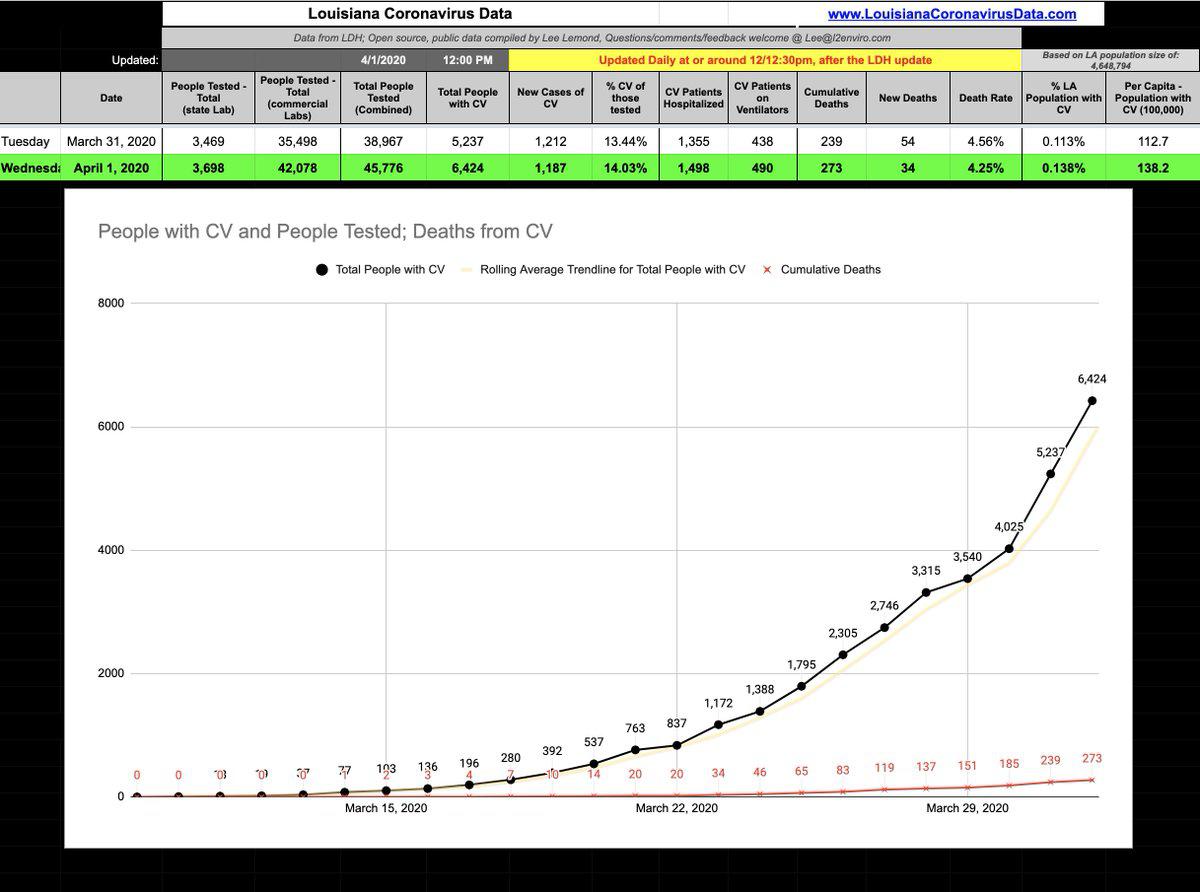 Louisiana Coronavirus Data
www.LouisianaCoronavirusData.com
Data from LDH; Open source, public data compiled by Lee Lemond, Questions/comments/feedback welcome @ Lee@l2enviro.com
Updated: 4/1/2020 12:00 PM Updated Daily at or around 12/12:30pm, after the LDH update
Based on LA population size of: 4,648,794
Date
People Tested - Total (state Lab)
People Tested - Total (commercial Labs)
Total People Tested (Combined)
Total People with CV
New Cases of CV
% CV of those tested
CV Patients Hospitalized
CV Patients on Ventilators
Cumulative Deaths
New Deaths
Death Rate
% LA Population with CV
Per Capita - Population with CV (100,000)
Tuesday March 31, 2020 3,469 35,498 38,967 5,237 1,212 13.44% 1,355 438 239 54 4.56% 0.113% 112.7
Wednesda April 1, 2020 3,698 42,078 45,776 6,424 1,187 14.03% 1,498 490 273 34 4.25% 0.138% 138.2
People with CV and People Tested; Deaths from CV
Total People with CV Rolling Average Trendline for Total People with CV Cumulative Deaths
8000
6000
4000
2000
0
77 103 136 196 280 392 537 763 837 1,172 1,388 1,795 2,305 2,746 3,315 3,540 4,025 5,237 6,424
0 0 0 0 0 1 2 3 4 7 10 14 20 20 34 46 65 83 119 137 151 185 239 273
March 15, 2020 March 22, 2020 March 29, 2020